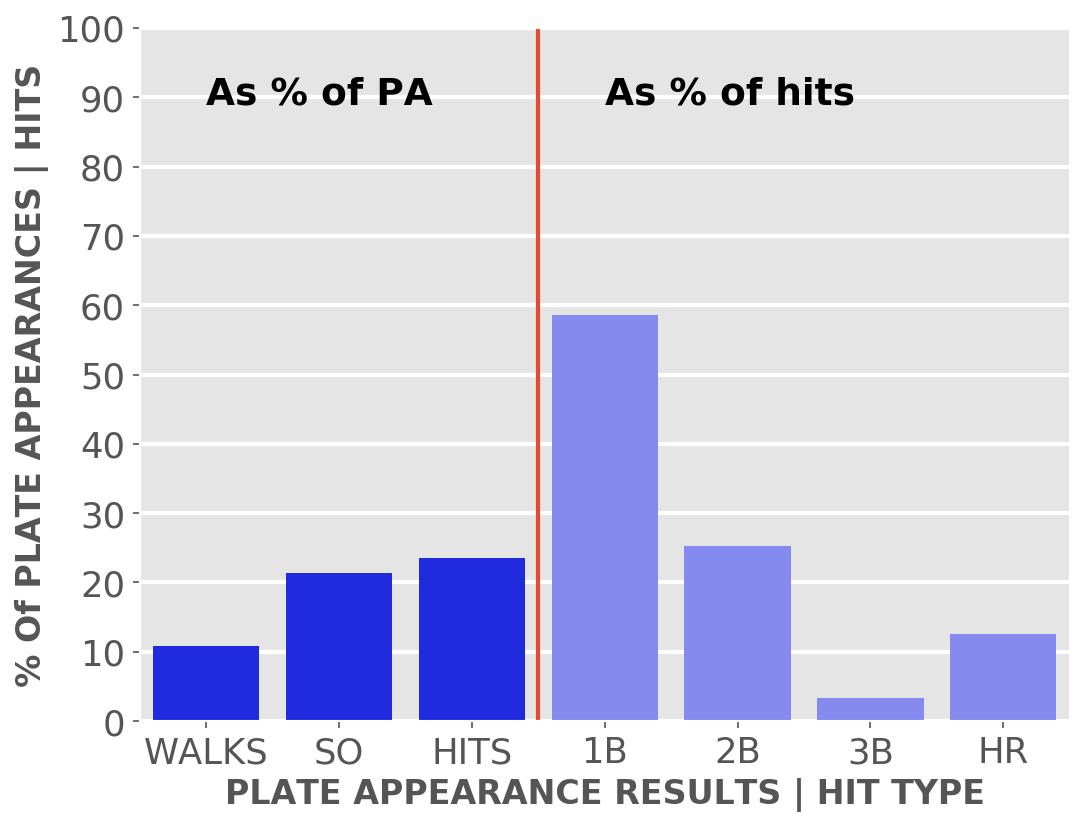 % Of PLATE APPEARANCES | HITS
100
90
80
70
60
50
40
30
20
10
0
As % of PA
As % of hits
WALKS
SO
HITS
1B
2B
3B
HR
PLATE APPEARANCE RESULTS | HIT TYPE